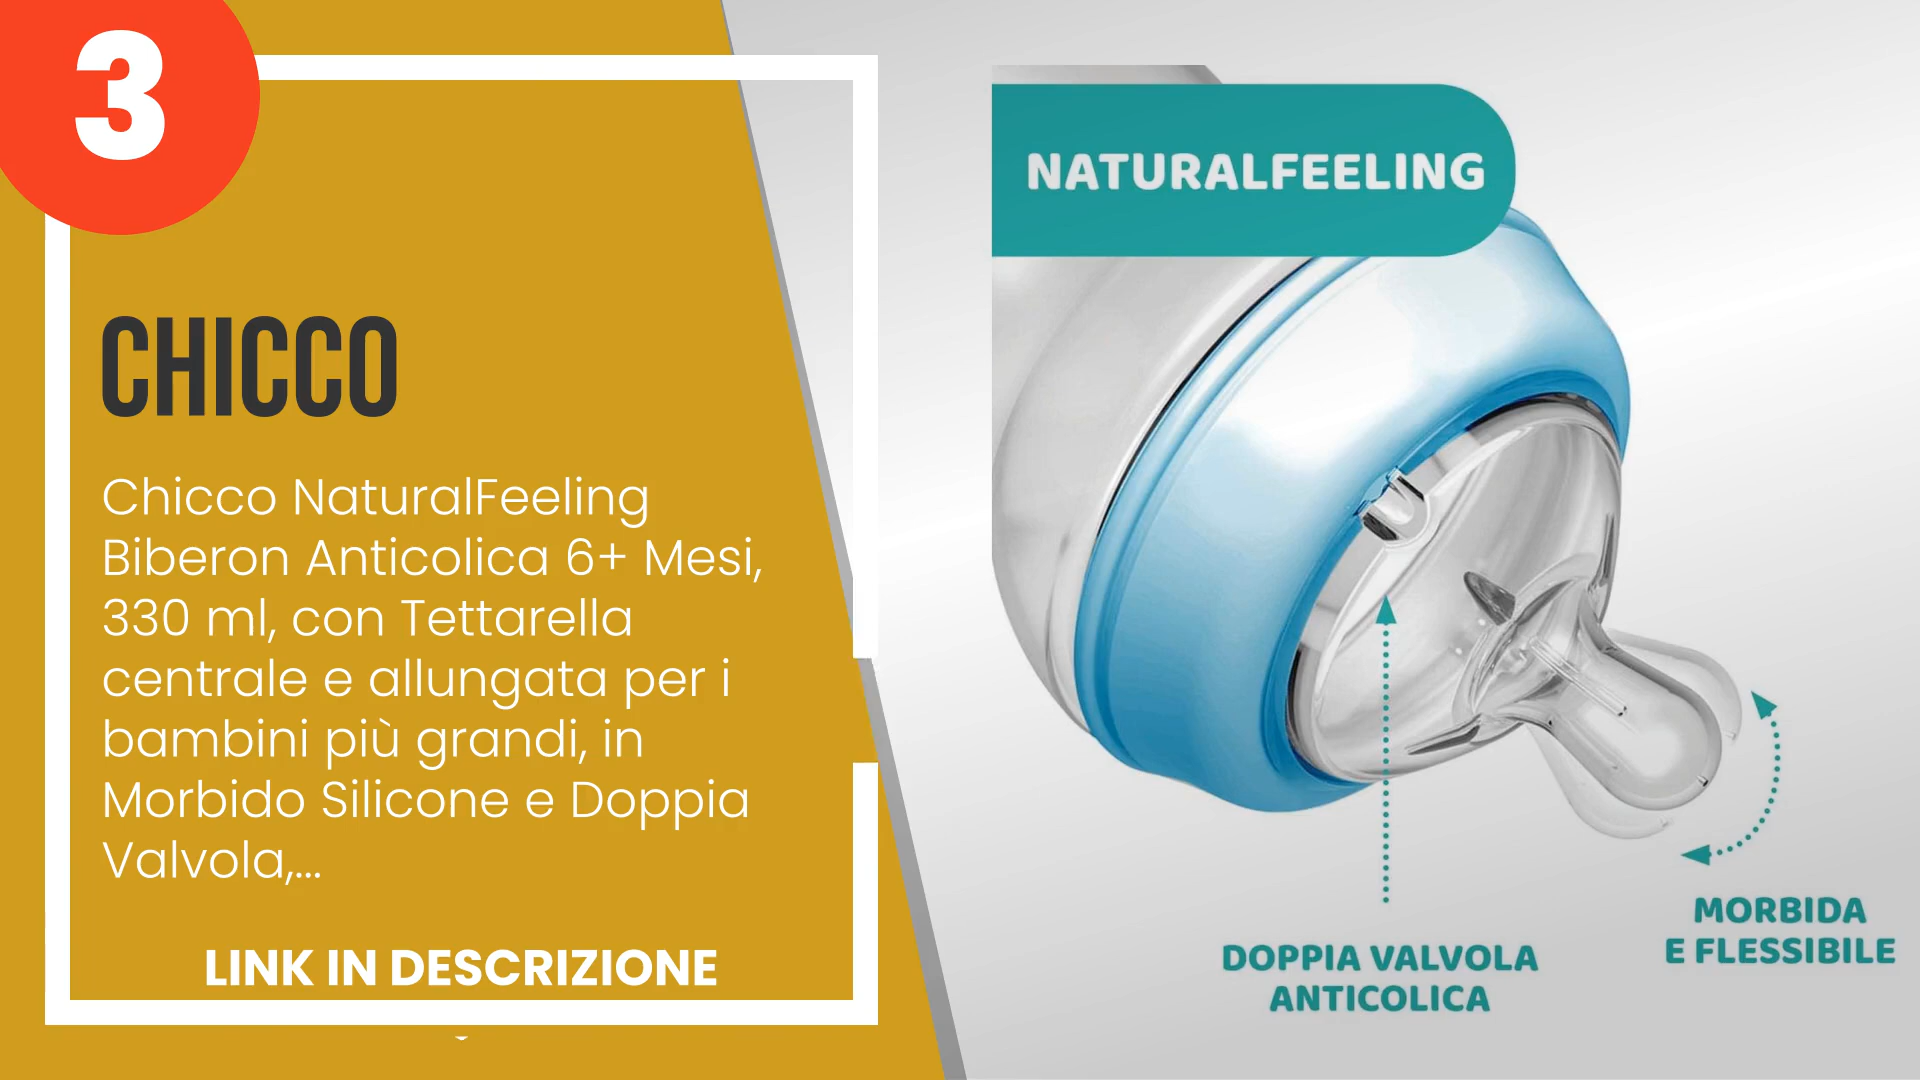 3
CHICCO
Chicco NaturalFeeling
Biberon Anticolica 6+ Mesi,
330 ml, con Tettarella
centrale e allungata per i
bambini più grandi, in
Morbido Silicone e Doppia
Valvola,...
LINK IN DESCRIZIONE
NATURALFEELING
DOPPIA VALVOLA
ANTICOLICA
MORBIDA
E FLESSIBILE